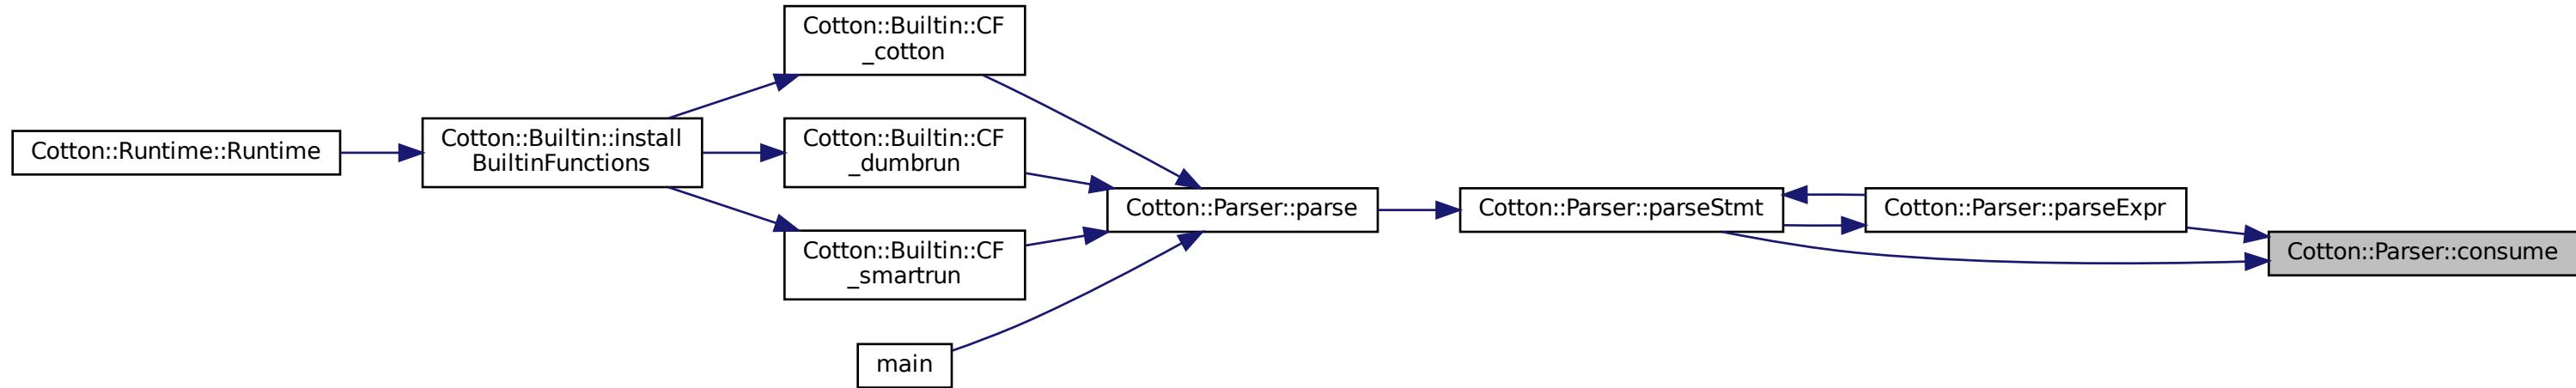 Cotton::Builtin::CF
_cotton
Cotton::Runtime::Runtime
Cotton::Builtin::install
BuiltinFunctions
Cotton::Builtin::CF
_dumbrun
Cotton::Parser::parse
Cotton::Parser::parseStmt
Cotton::Parser::parseExpr
Cotton::Parser::consume
Cotton::Builtin::CF
_smartrun
main